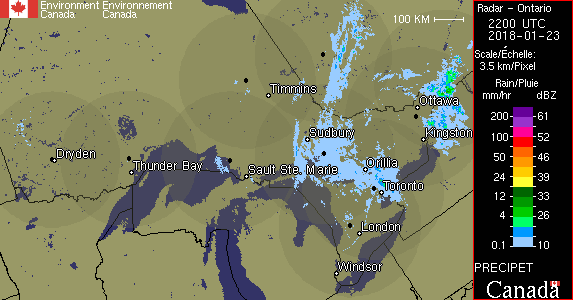 Environment Environnement
Canada Canada
100 KM
Timmins
Ottawa
Sudbury
Kingston
Dryden
Thunder Bay
Sault Ste. Marie
Orillia
Toronto
London
Windsor
Radar - Ontario
2200 UTC
2018-01-23
Scale/Échelle:
3.5 km/Pixel
Rain/Pluie
mm/hr dBZ
200 61
100 52
50 46
24 39
12 33
4 26
0.1 10
PRECIPET
Canada